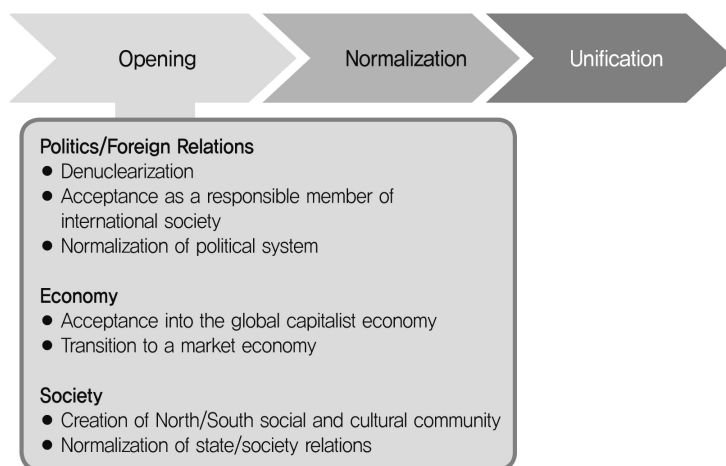 Opening
Normalization
Unification
Politics/Foreign Relations
● Denuclearization
● Acceptance as a responsible member of
international society
● Normalization of political system
Economy
● Acceptance into the global capitalist economy
● Transition to a market economy
Society
● Creation of North/South social and cultural community
● Normalization of state/society relations